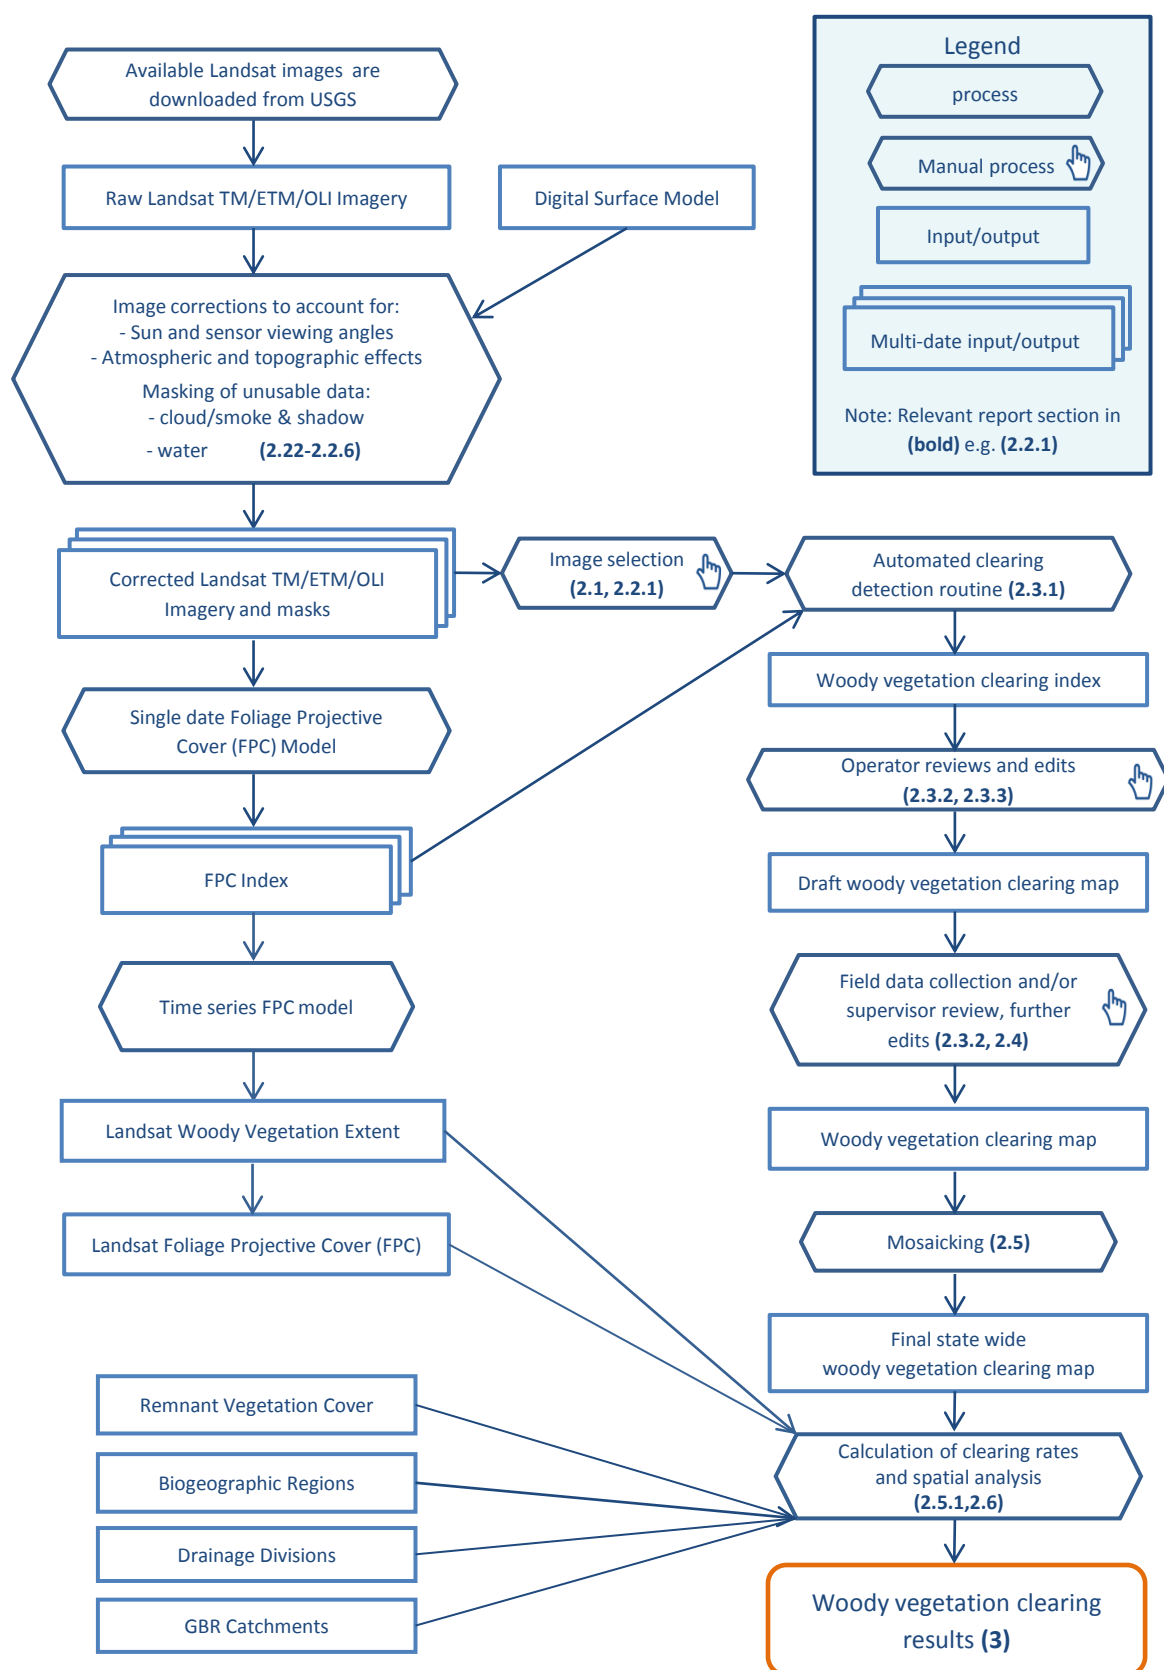 Available Landsat images are
downloaded from USGS
Raw Landsat TM/ETM/OLI Imagery
Digital Surface Model
Image corrections to account for:
- Sun and sensor viewing angles
- Atmospheric and topographic effects
Masking of unusable data:
- cloud/smoke & shadow
- water (2.22-2.2.6)
Legend
process
Manual process
Input/output
Multi-date input/output
Note: Relevant report section in
(bold) e.g. (2.2.1)
Corrected Landsat TM/ETM/OLI
Imagery and masks
Image selection
(2.1, 2.2.1)
Automated clearing
detection routine (2.3.1)
Single date Foliage Projective
Cover (FPC) Model
Woody vegetation clearing index
Operator reviews and edits
(2.3.2, 2.3.3)
FPC Index
Draft woody vegetation clearing map
Time series FPC model
Field data collection and/or
supervisor review, further
edits (2.3.2, 2.4)
Landsat Woody Vegetation Extent
Woody vegetation clearing map
Landsat Foliage Projective Cover (FPC)
Mosaicking (2.5)
Final state wide
woody vegetation clearing map
Remnant Vegetation Cover
Biogeographic Regions
Drainage Divisions
GBR Catchments
Calculation of clearing rates
and spatial analysis
(2.5.1,2.6)
Woody vegetation clearing
results (3)